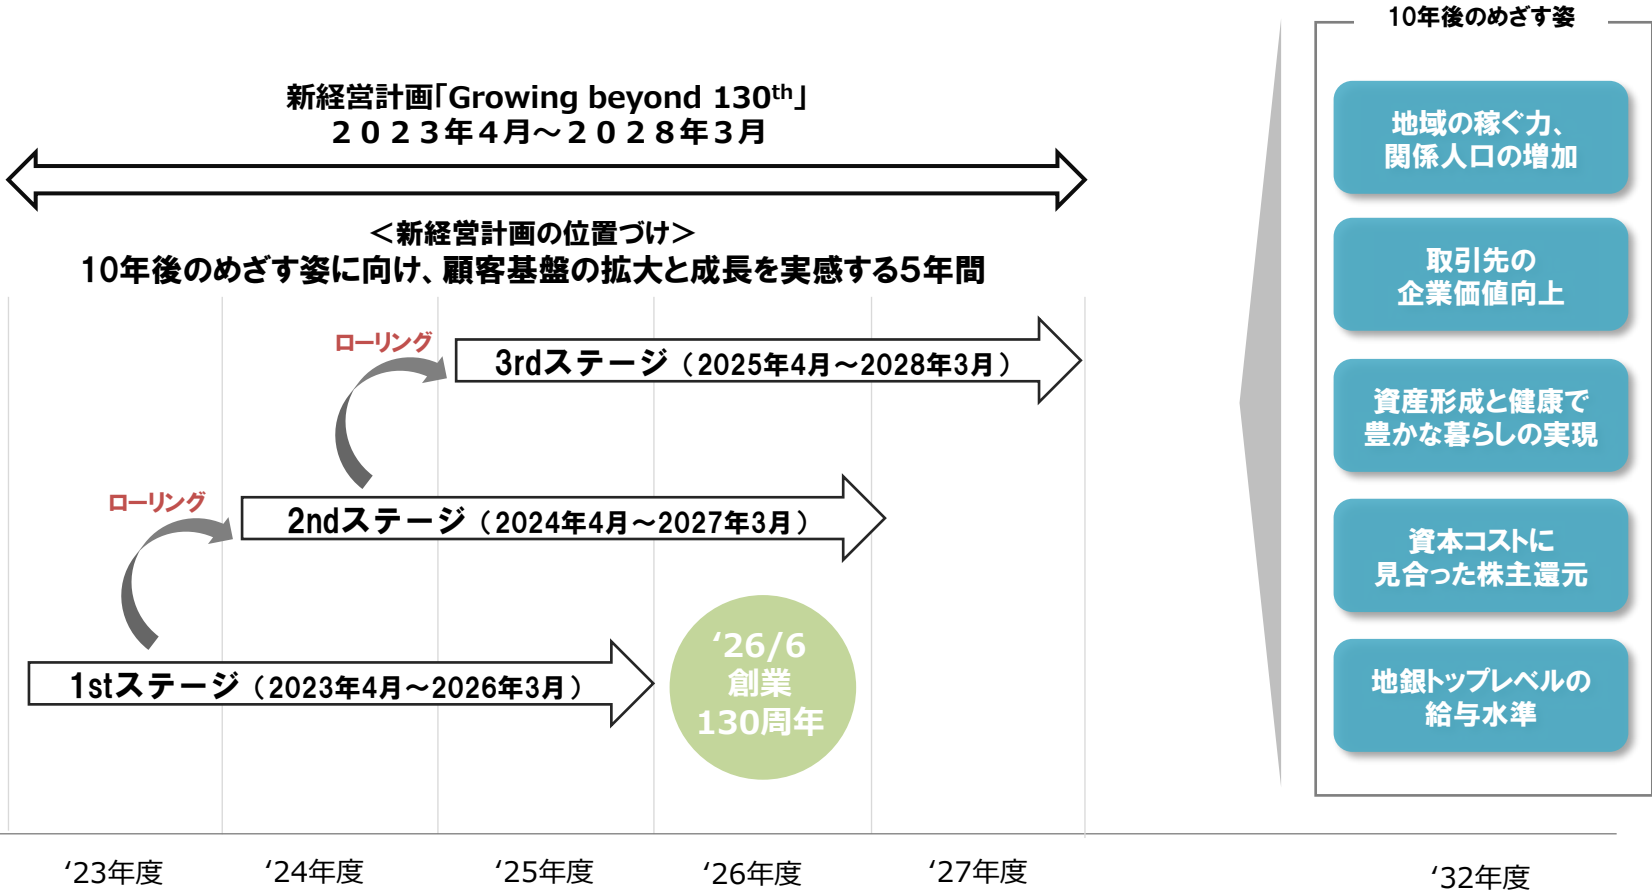 新経営計画「Growing beyond 130th」
２０２３年４月～２０２８年３月
＜新経営計画の位置づけ＞
10年後のめざす姿に向け、顧客基盤の拡大と成長を実感する5年間
ローリング
3rdステージ（2025年4月～2028年3月）
ローリング
2ndステージ（2024年4月～2027年3月）
1stステージ（2023年4月～2026年3月）
‘26/6
創業
130周年
‘23年度
‘24年度
‘25年度
‘26年度
‘27年度
‘32年度
10年後のめざす姿
地域の稼ぐ力、
関係人口の増加
取引先の
企業価値向上
資産形成と健康で
豊かな暮らしの実現
資本コストに
見合った株主還元
地銀トップレベルの
給与水準